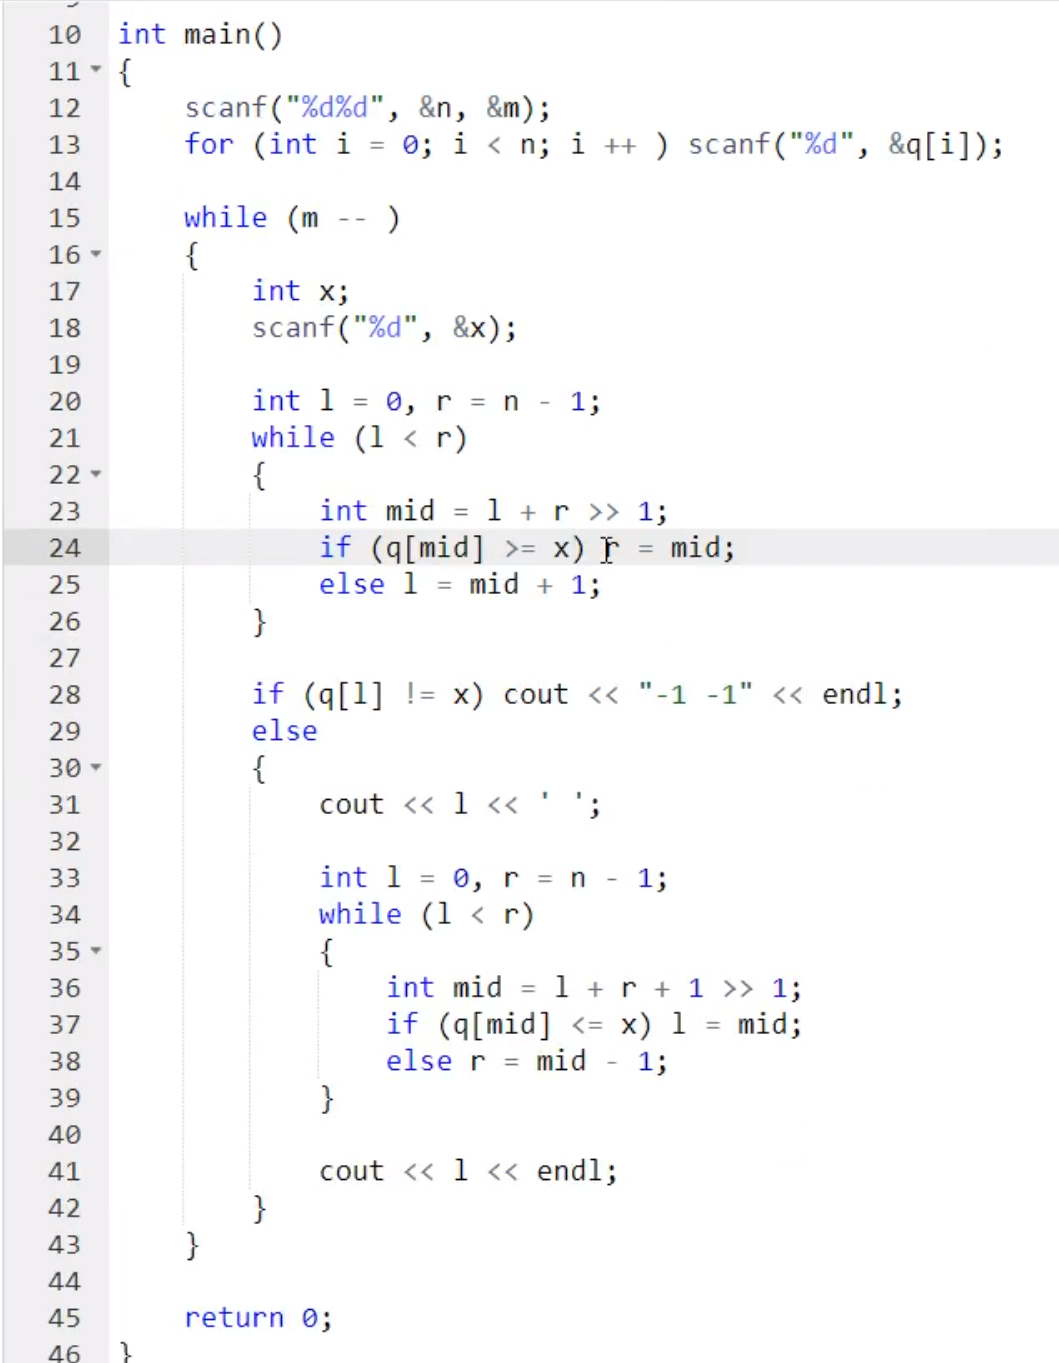 10 int main()
11 {
12     scanf("%d%d", &n, &m);
13     for (int i = 0; i < n; i ++ ) scanf("%d", &q[i]);
14
15     while (m -- )
16     {
17         int x;
18         scanf("%d", &x);
19
20         int l = 0, r = n - 1;
21         while (l < r)
22         {
23             int mid = l + r >> 1;
24             if (q[mid] >= x) r = mid;
25             else l = mid + 1;
26         }
27
28         if (q[l] != x) cout << "-1 -1" << endl;
29         else
30         {
31             cout << l << ' ';
32
33             int l = 0, r = n - 1;
34             while (l < r)
35             {
36                 int mid = l + r + 1 >> 1;
37                 if (q[mid] <= x) l = mid;
38                 else r = mid - 1;
39             }
40
41             cout << l << endl;
42         }
43     }
44
45     return 0;
46 }